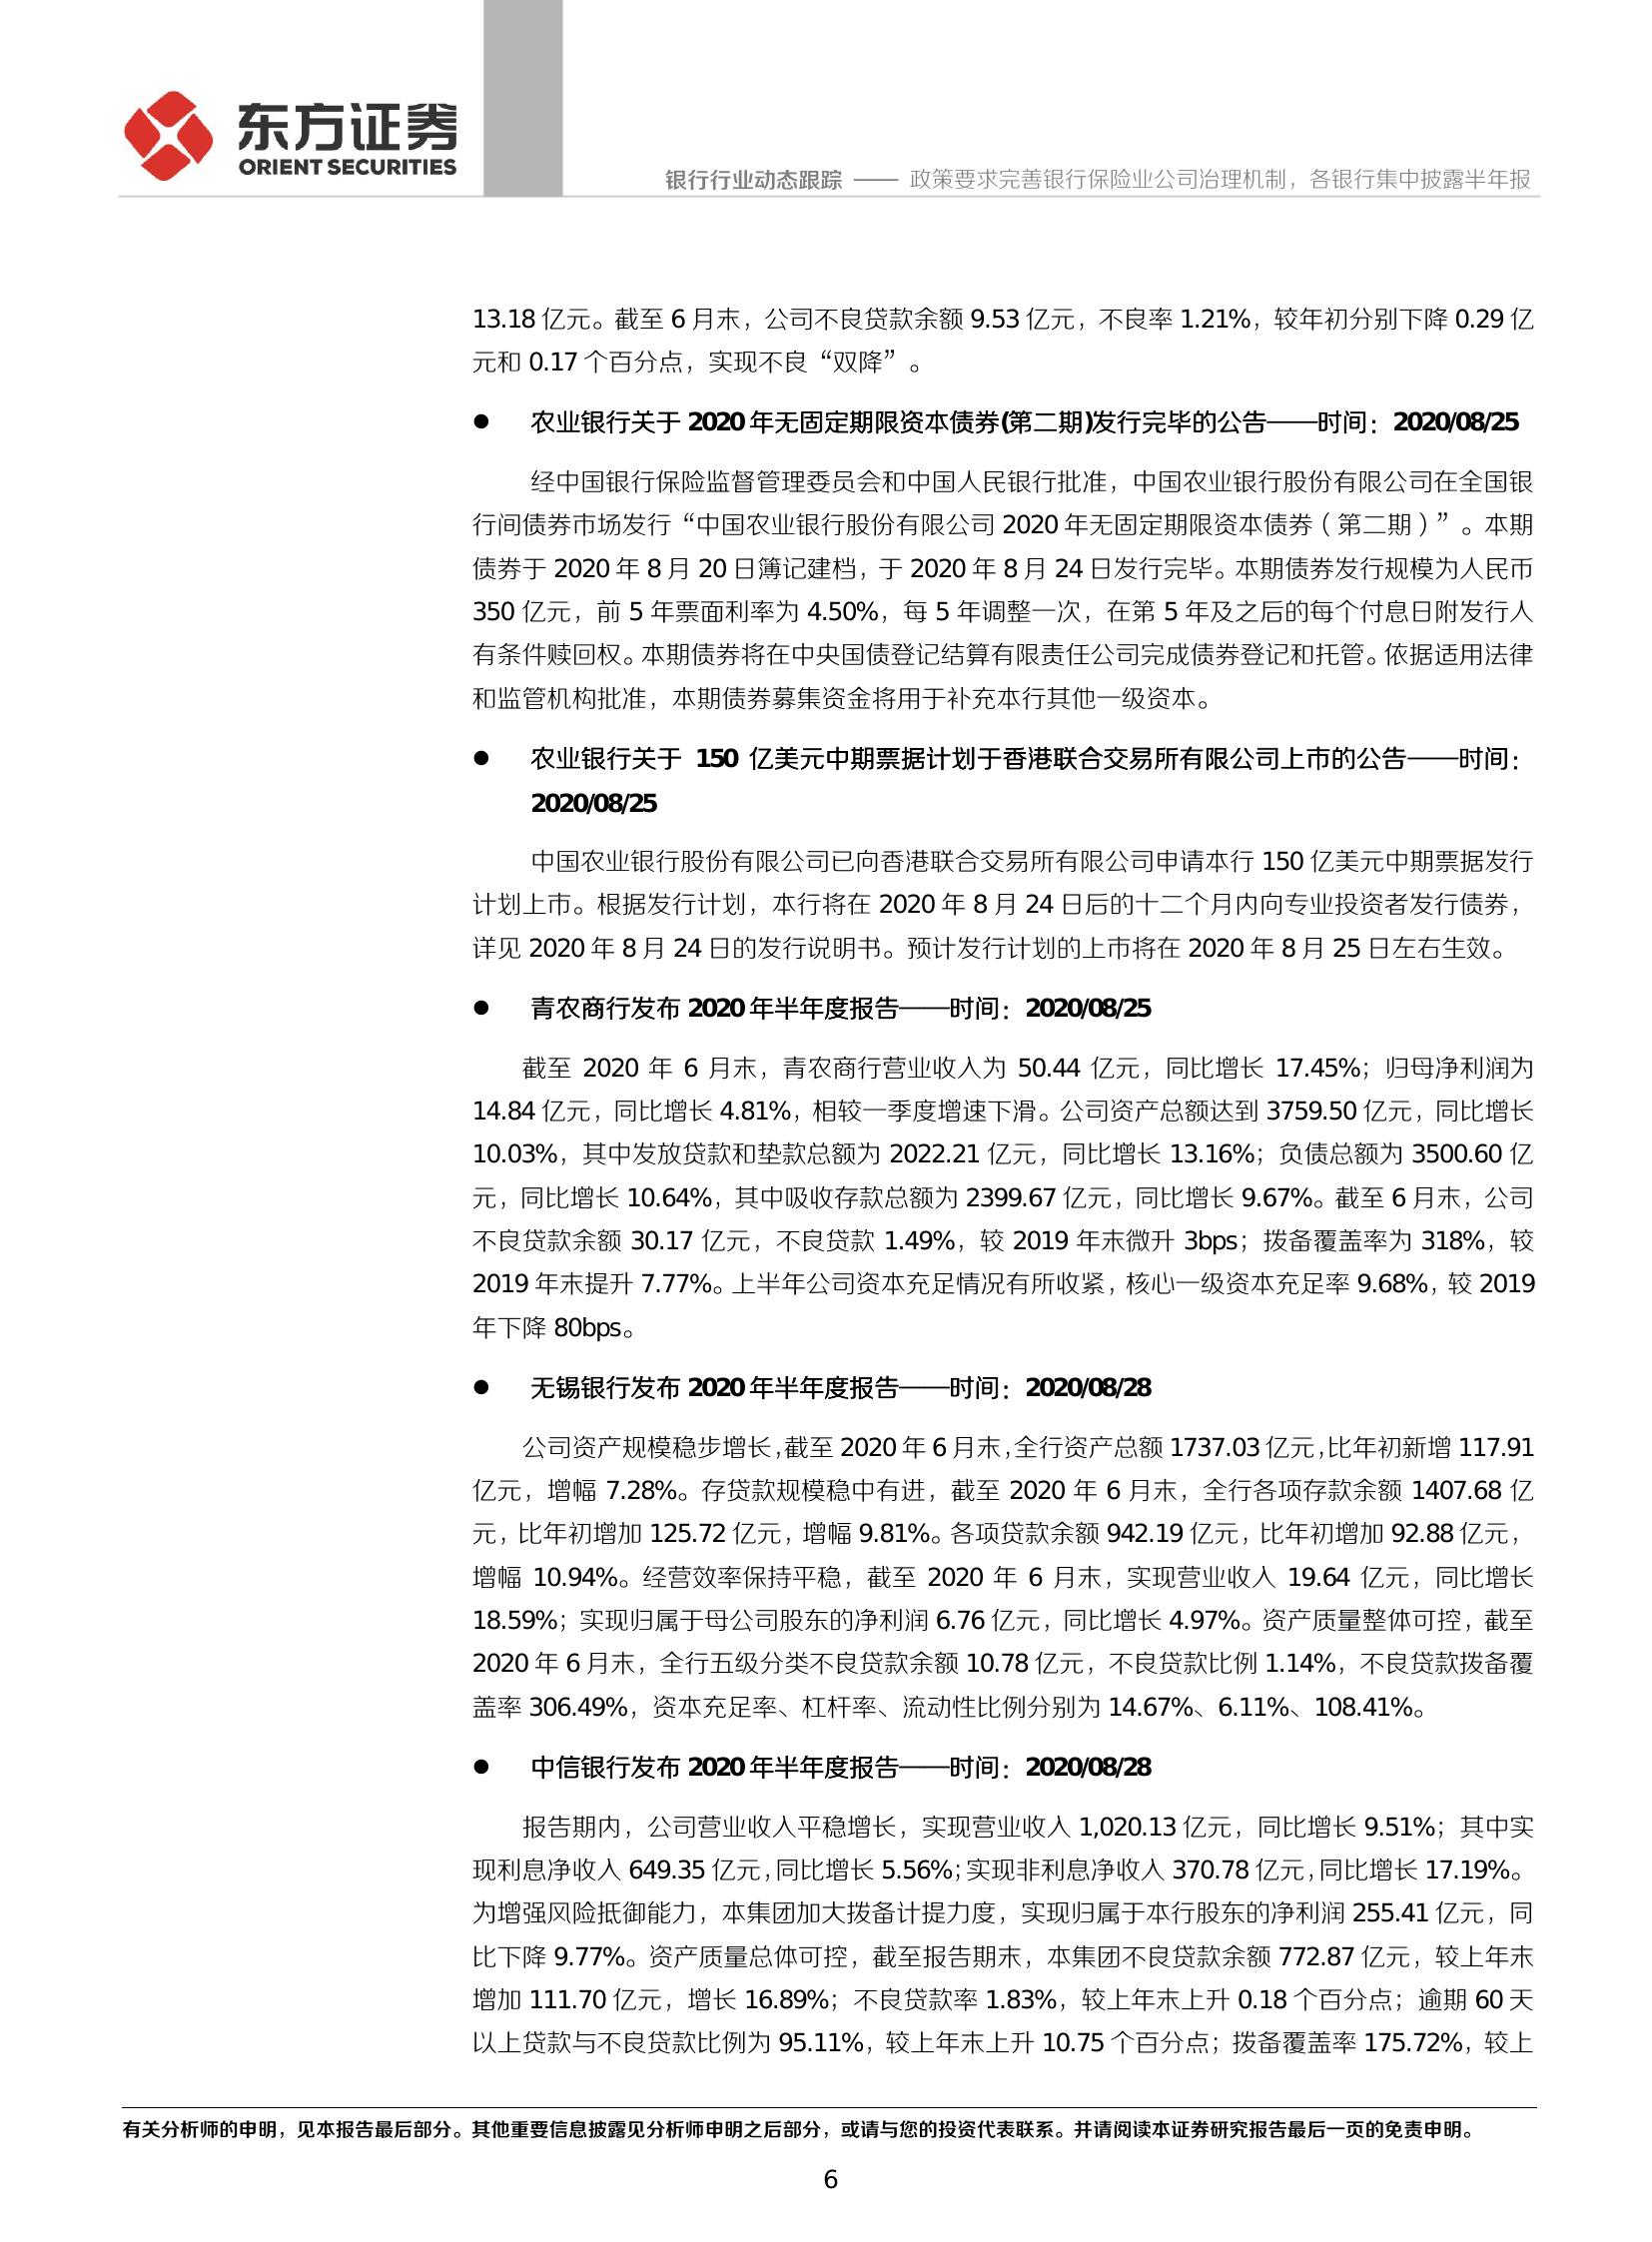 东方证券
ORIENT SECURITIES
银行行业动态跟踪 —— 政策要求完善银行保险业公司治理机制，各银行集中披露半年报
13.18 亿元。截至 6 月末，公司不良贷款余额 9.53 亿元，不良率 1.21%，较年初分别下降 0.29 亿
元和 0.17 个百分点，实现不良“双降”。
● 农业银行关于 2020 年无固定期限资本债券(第二期)发行完毕的公告——时间：2020/08/25
经中国银行保险监督管理委员会和中国人民银行批准，中国农业银行股份有限公司在全国银
行间债券市场发行“中国农业银行股份有限公司 2020 年无固定期限资本债券（第二期）”。本期
债券于 2020 年 8 月 20 日簿记建档，于 2020 年 8 月 24 日发行完毕。本期债券发行规模为人民币
350 亿元，前 5 年票面利率为 4.50%，每 5 年调整一次，在第 5 年及之后的每个付息日附发行人
有条件赎回权。本期债券将在中央国债登记结算有限责任公司完成债券登记和托管。依据适用法律
和监管机构批准，本期债券募集资金将用于补充本行其他一级资本。
● 农业银行关于 150 亿美元中期票据计划于香港联合交易所有限公司上市的公告——时间：
2020/08/25
中国农业银行股份有限公司已向香港联合交易所有限公司申请本行 150 亿美元中期票据发行
计划上市。根据发行计划，本行将在 2020 年 8 月 24 日后的十二个月内向专业投资者发行债券，
详见 2020 年 8 月 24 日的发行说明书。预计发行计划的上市将在 2020 年 8 月 25 日左右生效。
● 青农商行发布 2020 年半年度报告——时间：2020/08/25
截至 2020 年 6 月末，青农商行营业收入为 50.44 亿元，同比增长 17.45%；归母净利润为
14.84 亿元，同比增长 4.81%，相较一季度增速下滑。公司资产总额达到 3759.50 亿元，同比增长
10.03%，其中发放贷款和垫款总额为 2022.21 亿元，同比增长 13.16%；负债总额为 3500.60 亿
元，同比增长 10.64%，其中吸收存款总额为 2399.67 亿元，同比增长 9.67%。截至 6 月末，公司
不良贷款余额 30.17 亿元，不良贷款 1.49%，较 2019 年末微升 3bps；拨备覆盖率为 318%，较
2019 年末提升 7.77%。上半年公司资本充足情况有所收紧，核心一级资本充足率 9.68%，较 2019
年下降 80bps。
● 无锡银行发布 2020 年半年度报告——时间：2020/08/28
公司资产规模稳步增长，截至 2020 年 6 月末，全行资产总额 1737.03 亿元，比年初新增 117.91
亿元，增幅 7.28%。存贷款规模稳中有进，截至 2020 年 6 月末，全行各项存款余额 1407.68 亿
元，比年初增加 125.72 亿元，增幅 9.81%。各项贷款余额 942.19 亿元，比年初增加 92.88 亿元，
增幅 10.94%。经营效率保持平稳，截至 2020 年 6 月末，实现营业收入 19.64 亿元，同比增长
18.59%；实现归属于母公司股东的净利润 6.76 亿元，同比增长 4.97%。资产质量整体可控，截至
2020 年 6 月末，全行五级分类不良贷款余额 10.78 亿元，不良贷款比例 1.14%，不良贷款拨备覆
盖率 306.49%，资本充足率、杠杆率、流动性比例分别为 14.67%、6.11%、108.41%。
● 中信银行发布 2020 年半年度报告——时间：2020/08/28
报告期内，公司营业收入平稳增长，实现营业收入 1,020.13 亿元，同比增长 9.51%；其中实
现利息净收入 649.35 亿元，同比增长 5.56%；实现非利息净收入 370.78 亿元，同比增长 17.19%。
为增强风险抵御能力，本集团加大拨备计提力度，实现归属于本行股东的净利润 255.41 亿元，同
比下降 9.77%。资产质量总体可控，截至报告期末，本集团不良贷款余额 772.87 亿元，较上年末
增加 111.70 亿元，增长 16.89%；不良贷款率 1.83%，较上年末上升 0.18 个百分点；逾期 60 天
以上贷款与不良贷款比例为 95.11%，较上年末上升 10.75 个百分点；拨备覆盖率 175.72%，较上
有关分析师的申明，见本报告最后部分。其他重要信息披露见分析师申明之后部分，或请与您的投资代表联系。并请阅读本证券研究报告最后一页的免责申明。
6